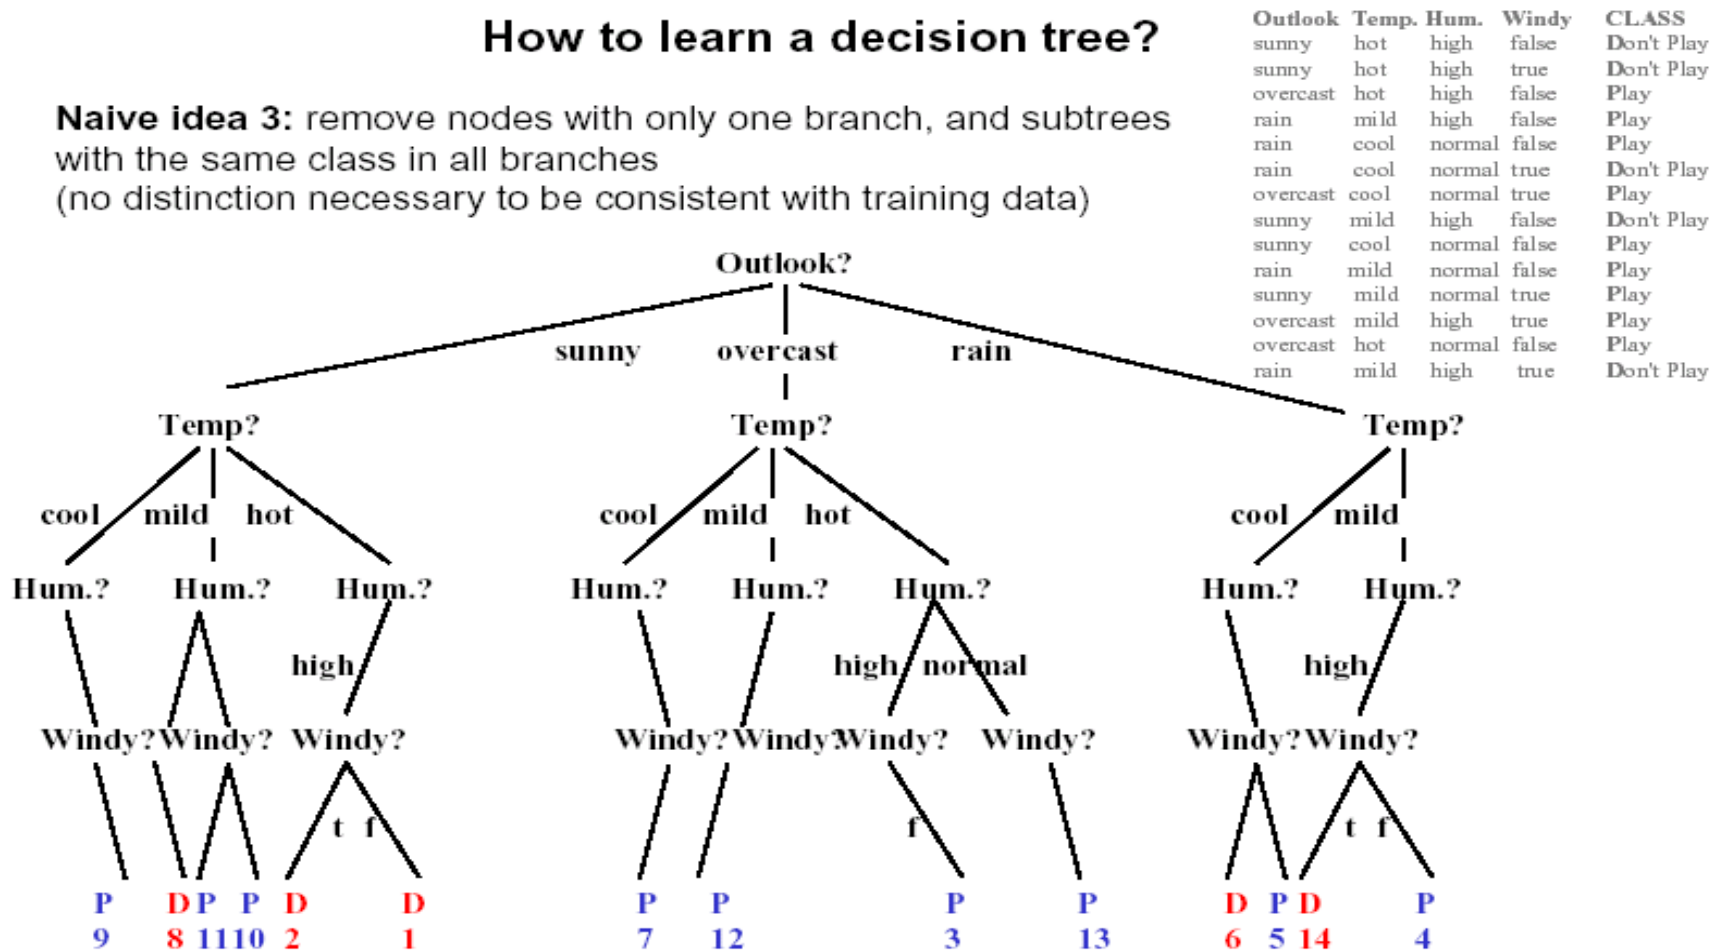 How to learn a decision tree?
Naive idea 3: remove nodes with only one branch, and subtrees
with the same class in all branches
(no distinction necessary to be consistent with training data)
Outlook Temp. Hum. Windy CLASS
sunny hot high false Don't Play
sunny hot high true Don't Play
overcast hot high false Play
rain mild high false Play
rain cool normal false Play
rain cool normal true Don't Play
overcast cool normal true Play
sunny mild high false Don't Play
sunny cool normal false Play
rain mild normal false Play
sunny mild normal true Play
overcast mild high true Play
overcast hot normal false Play
rain mild high true Don't Play
Outlook?
sunny overcast rain
Temp? Temp? Temp?
cool mild hot cool mild hot cool mild
Hum.? Hum.? Hum.? Hum.? Hum.? Hum.? Hum.? Hum.?
high high normal high
Windy? Windy? Windy? Windy? Windy? Windy? Windy? Windy? Windy?
t f f t f
P D P P D D P P P P D P D P
9 8 11 10 2 1 7 12 3 13 6 5 14 4